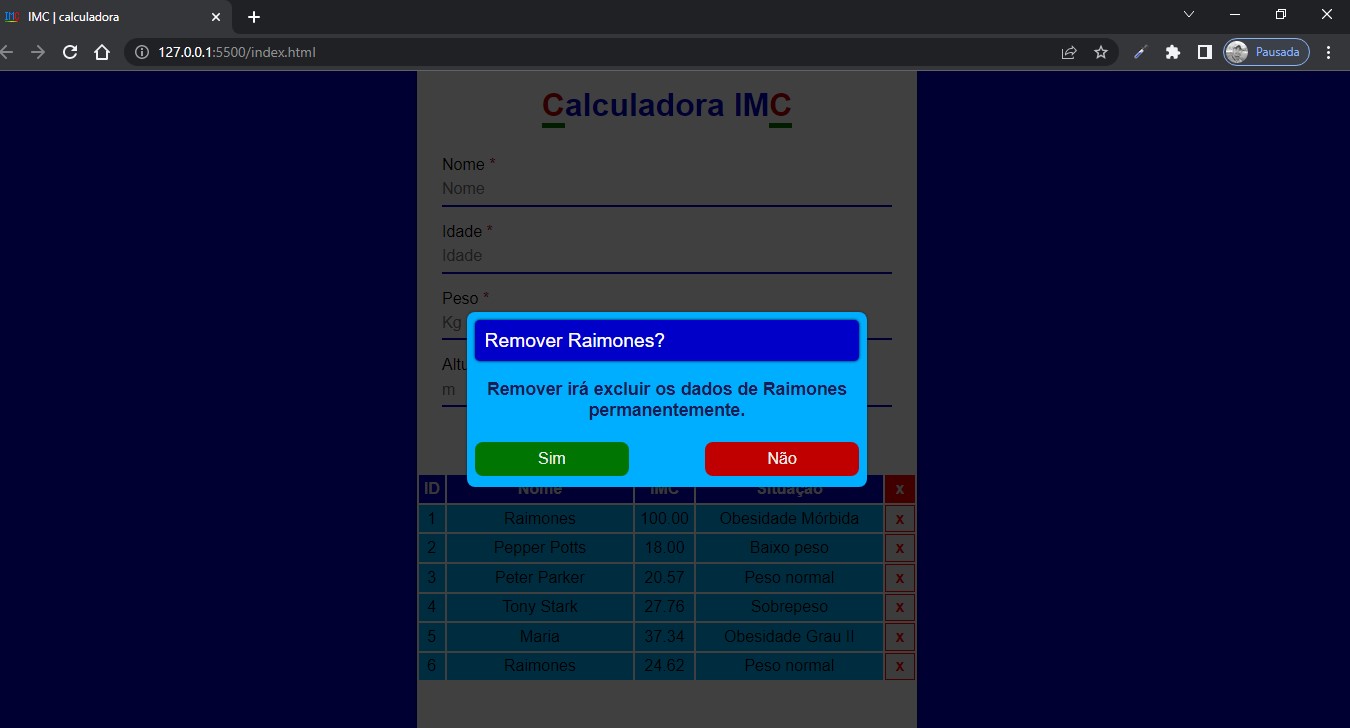 IMC | calculadora
127.0.0.1:5500/index.html
Pausada
Calculadora IMC
Nome *
Nome
Idade *
Idade
Peso *
Kg
Altu
m
Remover Raimones?
Remover irá excluir os dados de Raimones
permanentemente.
Sim Não
ID Nome IMC Situação x
1 Raimones 100.00 Obesidade Mórbida x
2 Pepper Potts 18.00 Baixo peso x
3 Peter Parker 20.57 Peso normal x
4 Tony Stark 27.76 Sobrepeso x
5 Maria 37.34 Obesidade Grau II x
6 Raimones 24.62 Peso normal x